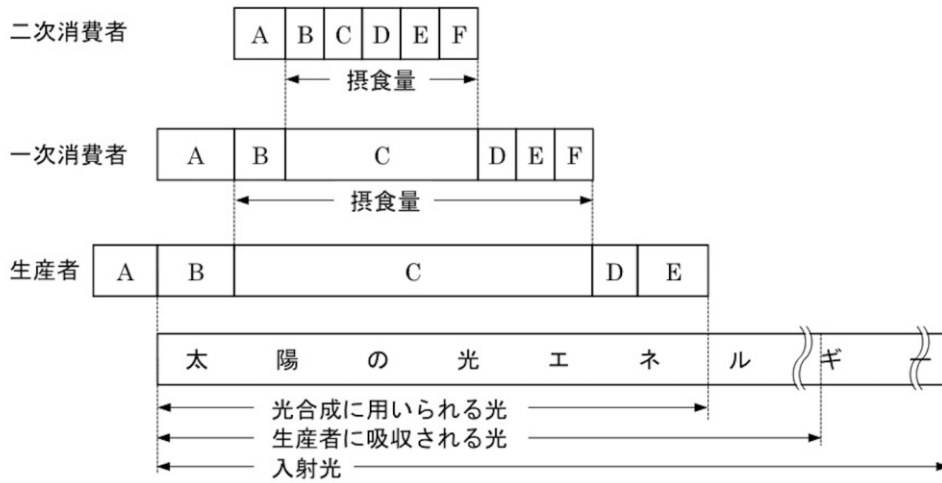 二次消費者 A B C D E F
摂食量
一次消費者 A B C D E F
摂食量
生産者 A B C D E
太陽の光エネルギー
光合成に用いられる光
生産者に吸収される光
入射光